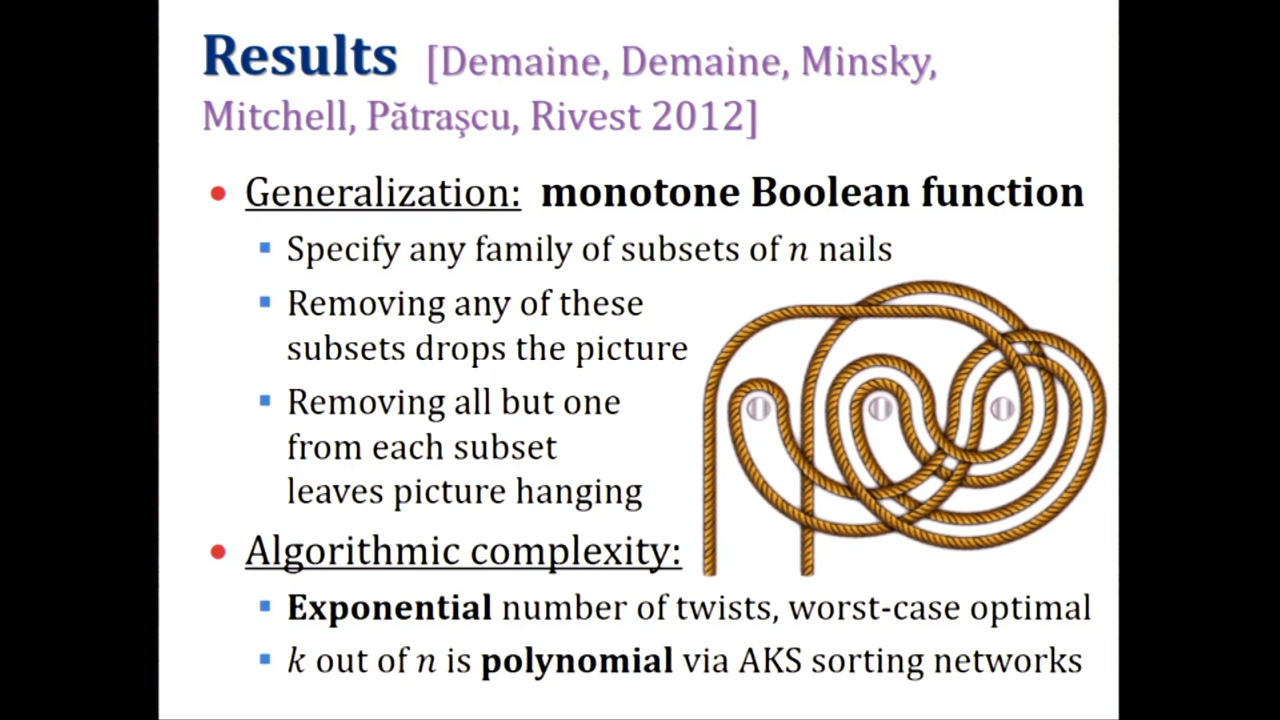 Results [Demaine, Demaine, Minsky,
Mitchell, Pătraşcu, Rivest 2012]
• Generalization: monotone Boolean function
▪ Specify any family of subsets of n nails
▪ Removing any of these
subsets drops the picture
▪ Removing all but one
from each subset
leaves picture hanging
• Algorithmic complexity:
▪ Exponential number of twists, worst-case optimal
▪ k out of n is polynomial via AKS sorting networks